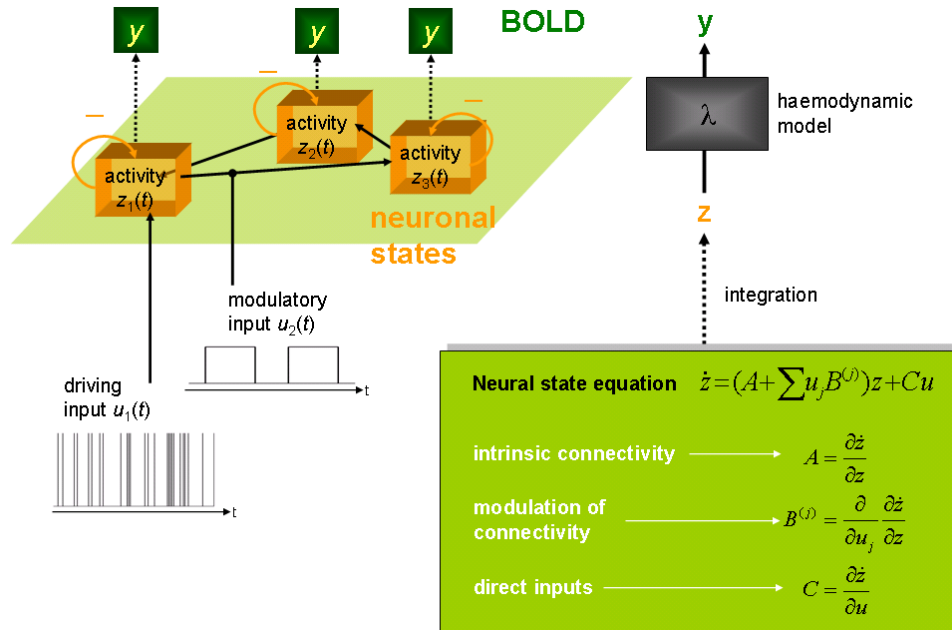 BOLD
y
y
y
y
λ
haemodynamic
model
activity
z₂(t)
activity
z₁(t)
activity
z₃(t)
neuronal
states
z
integration
modulatory
input u₂(t)
t
driving
input u₁(t)
t
Neural state equation ż=(A+∑uⱼB⁽ʲ⁾)z+Cu
intrinsic connectivity A = ∂ż/∂z
modulation of
connectivity B⁽ʲ⁾ = ∂/∂uⱼ ∂ż/∂z
direct inputs C = ∂ż/∂u